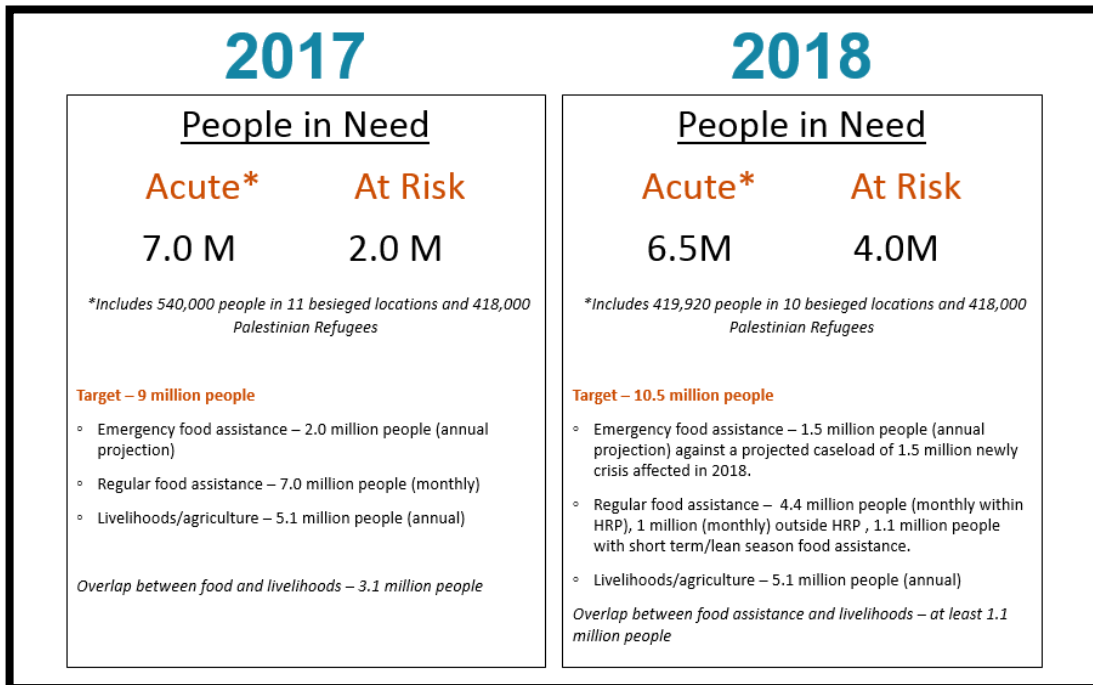 2017
People in Need
Acute* At Risk
7.0 M 2.0 M
*Includes 540,000 people in 11 besieged locations and 418,000
Palestinian Refugees
Target – 9 million people
◦ Emergency food assistance – 2.0 million people (annual
projection)
◦ Regular food assistance – 7.0 million people (monthly)
◦ Livelihoods/agriculture – 5.1 million people (annual)
Overlap between food and livelihoods – 3.1 million people
2018
People in Need
Acute* At Risk
6.5M 4.0M
*Includes 419,920 people in 10 besieged locations and 418,000
Palestinian Refugees
Target – 10.5 million people
◦ Emergency food assistance – 1.5 million people (annual
projection) against a projected caseload of 1.5 million newly
crisis affected in 2018.
◦ Regular food assistance – 4.4 million people (monthly within
HRP), 1 million (monthly) outside HRP , 1.1 million people
with short term/lean season food assistance.
◦ Livelihoods/agriculture – 5.1 million people (annual)
Overlap between food assistance and livelihoods – at least 1.1
million people